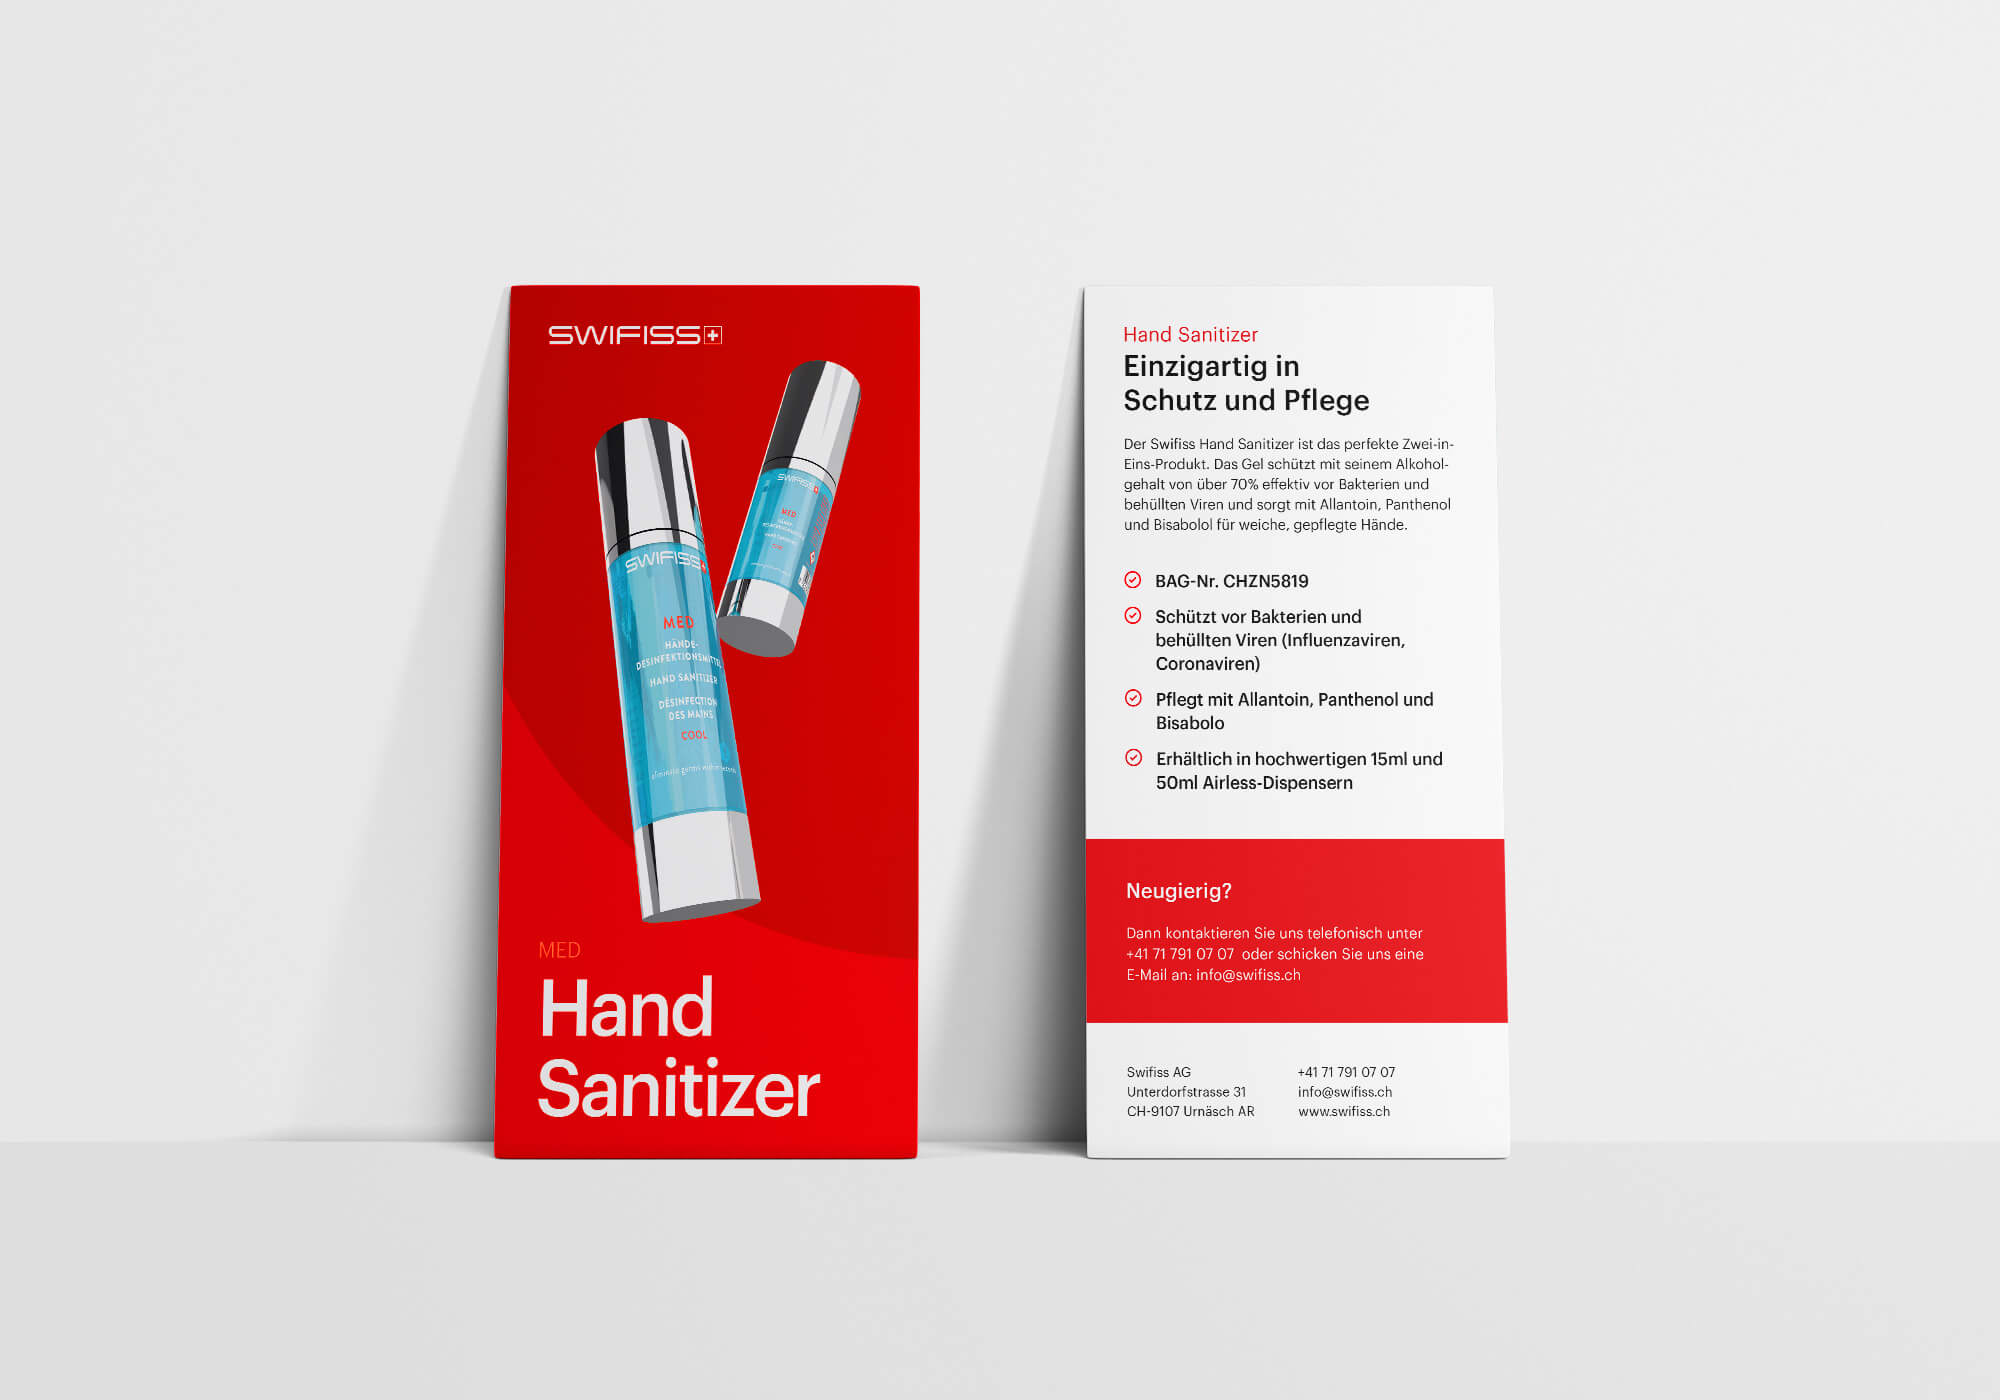 SWIFISS
SWIFISS
MED
HÄNDE-
DESINFEKTIONSMITTEL
HAND SANITIZER
DÉSINFECTION
DES MAINS
COOL
eliminate germs
SWIFISS
MED
MED
Hand
Sanitizer
Hand Sanitizer
Einzigartig in
Schutz und Pflege
Der Swifiss Hand Sanitizer ist das perfekte Zwei-in-
Eins-Produkt. Das Gel schützt mit seinem Alkohol-
gehalt von über 70% effektiv vor Bakterien und
behüllten Viren und sorgt mit Allantoin, Panthenol
und Bisabolol für weiche, gepflegte Hände.
BAG-Nr. CHZN5819
Schützt vor Bakterien und
behüllten Viren (Influenzaviren,
Coronaviren)
Pflegt mit Allantoin, Panthenol und
Bisabolo
Erhältlich in hochwertigen 15ml und
50ml Airless-Dispensern
Neugierig?
Dann kontaktieren Sie uns telefonisch unter
+41 71 791 07 07 oder schicken Sie uns eine
E-Mail an: info@swifiss.ch
Swifiss AG
Unterdorfstrasse 31
CH-9107 Urnäsch AR
+41 71 791 07 07
info@swifiss.ch
www.swifiss.ch